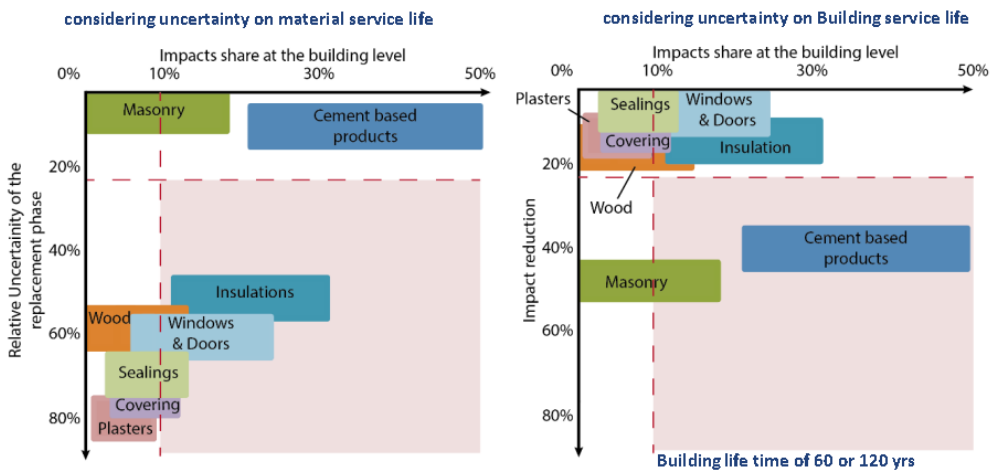 considering uncertainty on material service life
Impacts share at the building level
0%
10%
30%
50%
Masonry
Cement based
products
20%
Relative Uncertainity of the
replacement phase
40%
Insulations
Wood
Windows
& Doors
60%
Sealings
Covering
80%
Plasters
considering uncertainty on Building service life
Impacts share at the building level
0%
10%
30%
50%
Plasters
Sealings
Windows
& Doors
Covering
Insulation
20%
Wood
Impact reduction
40%
Cement based
products
Masonry
60%
80%
Building life time of 60 or 120 yrs